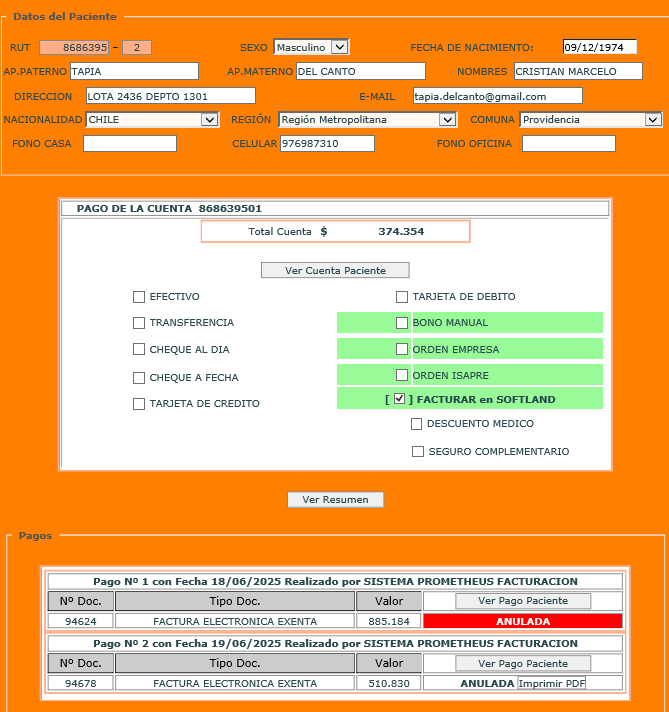 Datos del Paciente
RUT 8686395 - 2 SEXO Masculino FECHA DE NACIMIENTO: 09/12/1974
AP.PATERNO TAPIA AP.MATERNO DEL CANTO NOMBRES CRISTIAN MARCELO
DIRECCION LOTA 2436 DEPTO 1301 E-MAIL tapia.delcanto@gmail.com
NACIONALIDAD CHILE REGIÓN Región Metropolitana COMUNA Providencia
FONO CASA CELULAR 976987310 FONO OFICINA
PAGO DE LA CUENTA 868639501
Total Cuenta $ 374.354
Ver Cuenta Paciente
EFECTIVO TARJETA DE DEBITO
TRANSFERENCIA BONO MANUAL
CHEQUE AL DIA ORDEN EMPRESA
CHEQUE A FECHA ORDEN ISAPRE
TARJETA DE CREDITO [ ] FACTURAR en SOFTLAND
DESCUENTO MEDICO
SEGURO COMPLEMENTARIO
Ver Resumen
Pagos
Pago Nº 1 con Fecha 18/06/2025 Realizado por SISTEMA PROMETHEUS FACTURACION
Nº Doc. Tipo Doc. Valor Ver Pago Paciente
94624 FACTURA ELECTRONICA EXENTA 885.184 ANULADA
Pago Nº 2 con Fecha 19/06/2025 Realizado por SISTEMA PROMETHEUS FACTURACION
Nº Doc. Tipo Doc. Valor Ver Pago Paciente
94678 FACTURA ELECTRONICA EXENTA 510.830 ANULADA Imprimir PDF